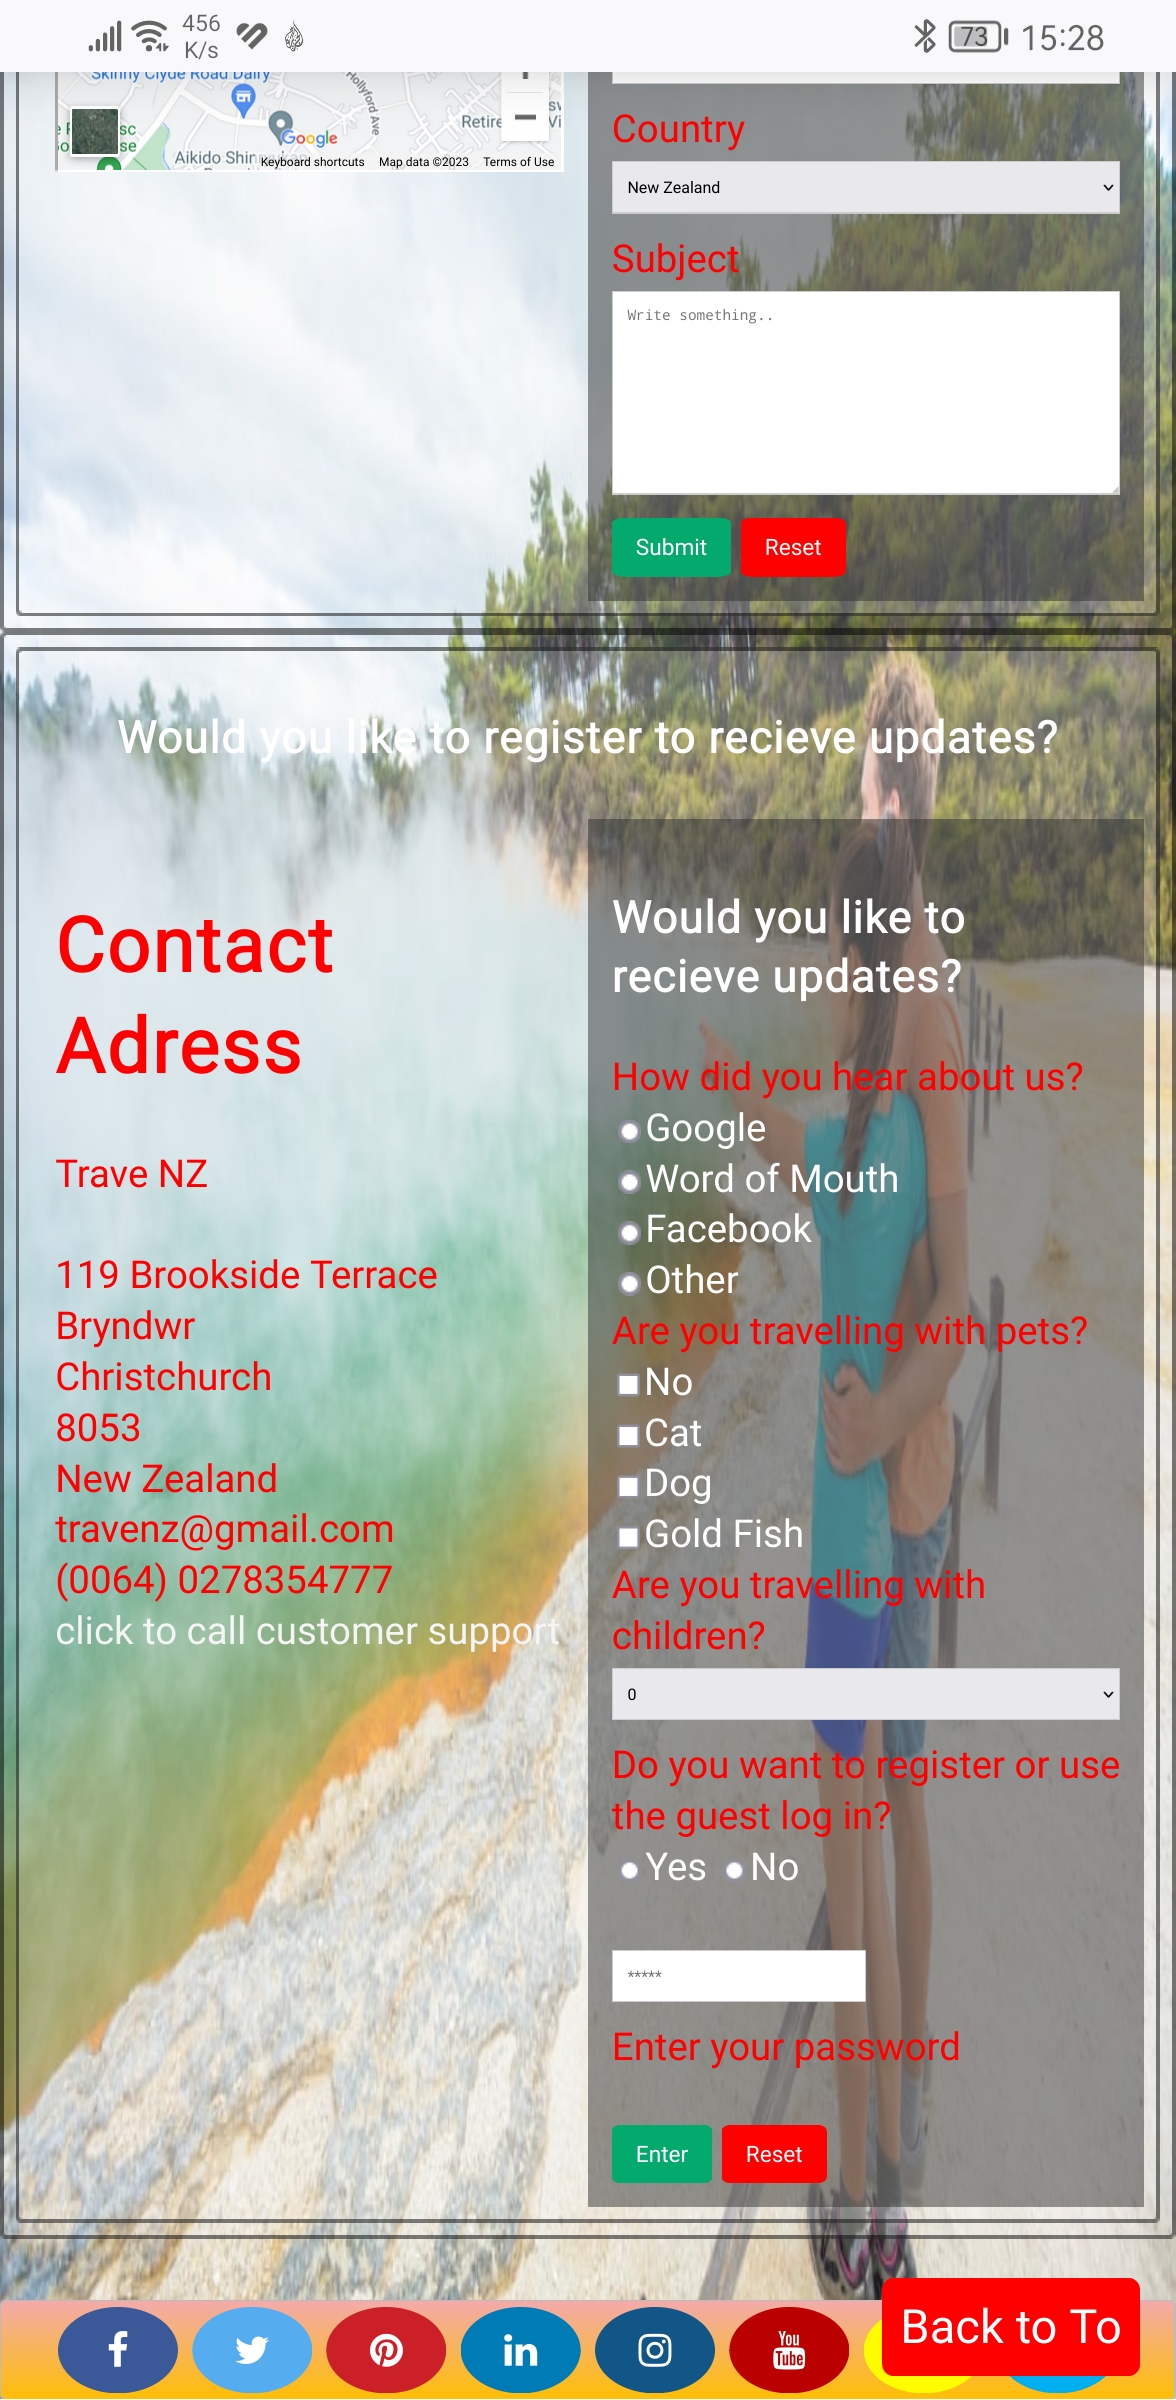 456
K/s
73
15:28
Skinny Clyde Road Dairy
Hollyford Ave
Google
Aikido
Keyboard shortcuts
Map data ©2023
Terms of Use
Country
New Zealand
Subject
Write something..
Submit
Reset
Would you like to register to recieve updates?
Contact
Adress
Trave NZ
119 Brookside Terrace
Bryndwr
Christchurch
8053
New Zealand
travenz@gmail.com
(0064) 0278354777
click to call customer support
Would you like to
recieve updates?
How did you hear about us?
Google
Word of Mouth
Facebook
Other
Are you travelling with pets?
No
Cat
Dog
Gold Fish
Are you travelling with
children?
0
Do you want to register or use
the guest log in?
Yes No
*****
Enter your password
Enter
Reset
Back to To
f
in
You
Tube